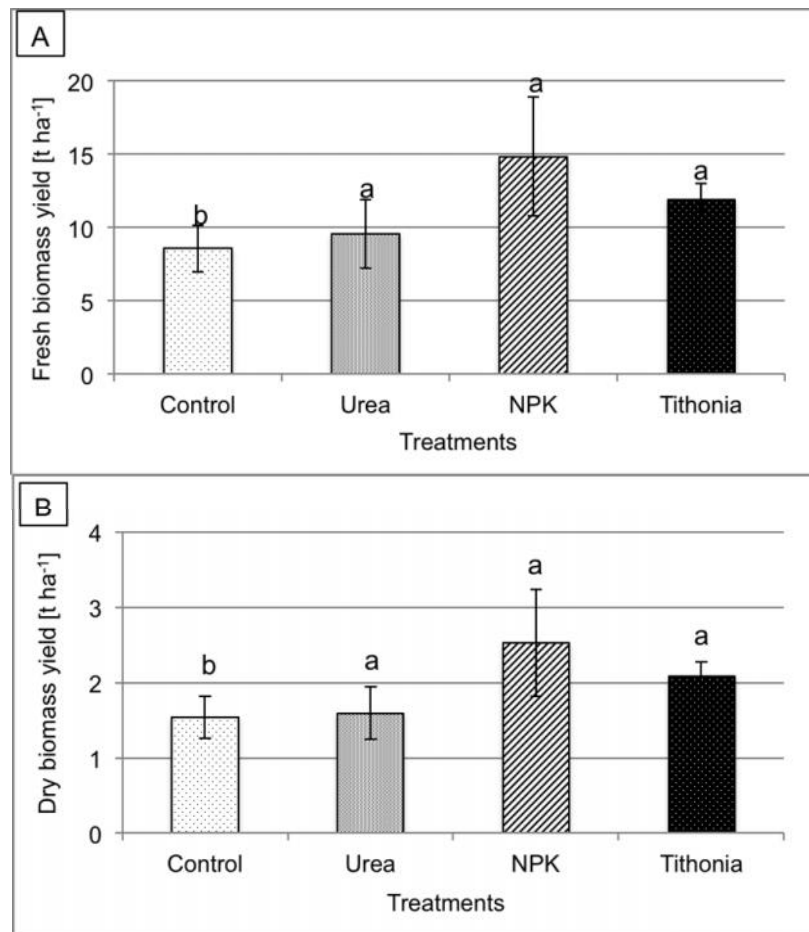 A
Fresh biomass yield [t ha⁻¹]
20
15
10
5
0
b
a
a
a
Control Urea NPK Tithonia
Treatments
B
Dry biomass yield [t ha⁻¹]
4
3
2
1
0
b
a
a
a
Control Urea NPK Tithonia
Treatments